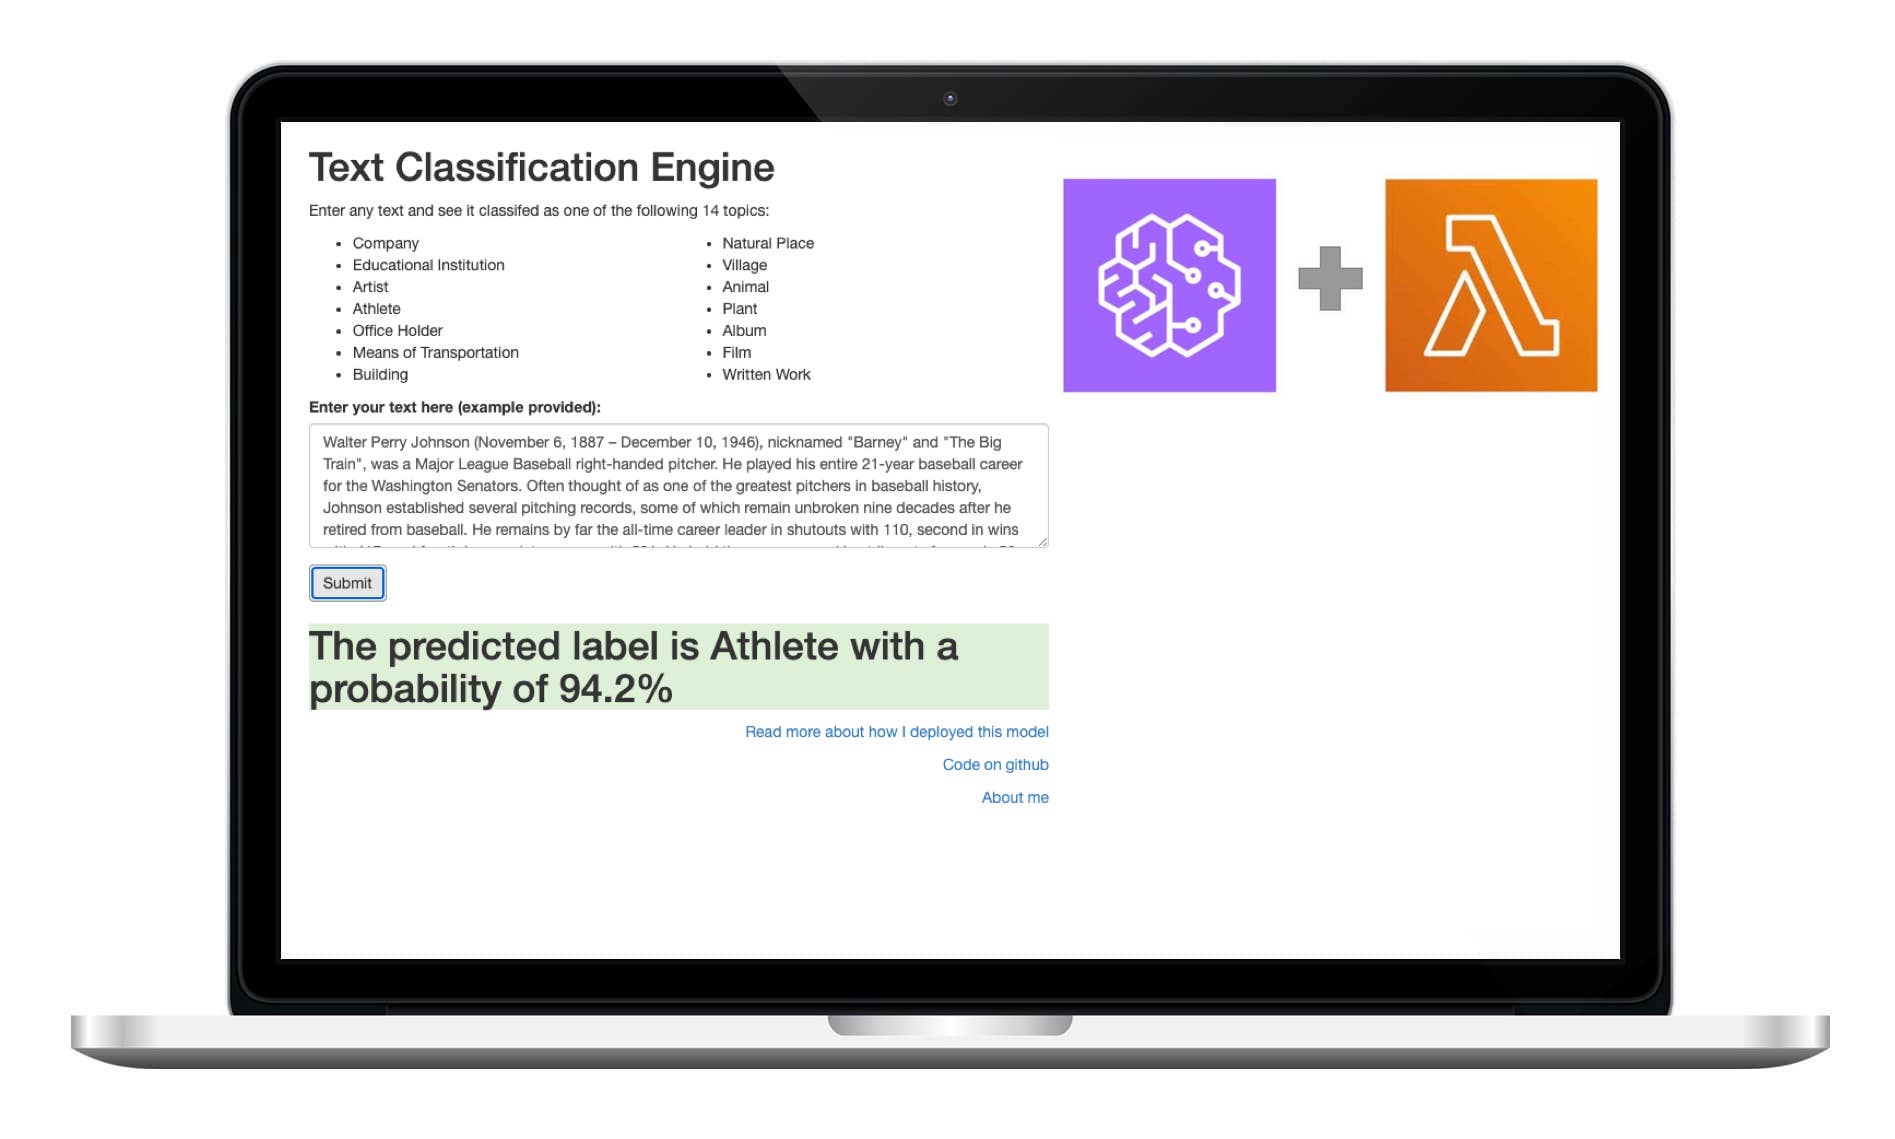 Text Classification Engine
Enter any text and see it classifed as one of the following 14 topics:
Company
Educational Institution
Artist
Athlete
Office Holder
Means of Transportation
Building
Natural Place
Village
Animal
Plant
Album
Film
Written Work
Enter your text here (example provided):
Walter Perry Johnson (November 6, 1887 – December 10, 1946), nicknamed "Barney" and "The Big
Train", was a Major League Baseball right-handed pitcher. He played his entire 21-year baseball career
for the Washington Senators. Often thought of as one of the greatest pitchers in baseball history,
Johnson established several pitching records, some of which remain unbroken nine decades after he
retired from baseball. He remains by far the all-time career leader in shutouts with 110, second in wins
Submit
The predicted label is Athlete with a
probability of 94.2%
Read more about how I deployed this model
Code on github
About me